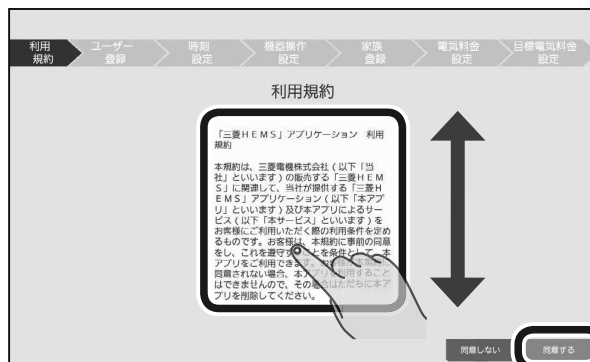 利用
規約
ユーザー
登録
時刻
設定
機器操作
設定
家族
登録
電気料金
設定
目標電気料金
設定
利用規約
「三菱ＨＥＭＳ」アプリケーション　利用
規約
本規約は、三菱電機株式会社（以下「当
社」といいます）の販売する「三菱ＨＥＭ
Ｓ」に関連して、当社が提供する「三菱Ｈ
ＥＭＳ」アプリケーション（以下「本アプ
リ」といいます）及び本アプリによるサー
ビス（以下「本サービス」といいます）を
お客様にご利用いただく際の利用条件を定め
るものです。お客様は、本規約に事前の同意
をし、これを遵守することを条件として、本
アプリをご利用できます。お客様が本規約に
同意されない場合、本アプリを利用すること
はできませんので、その場合はただちに本ア
プリを削除してください。
同意しない
同意する